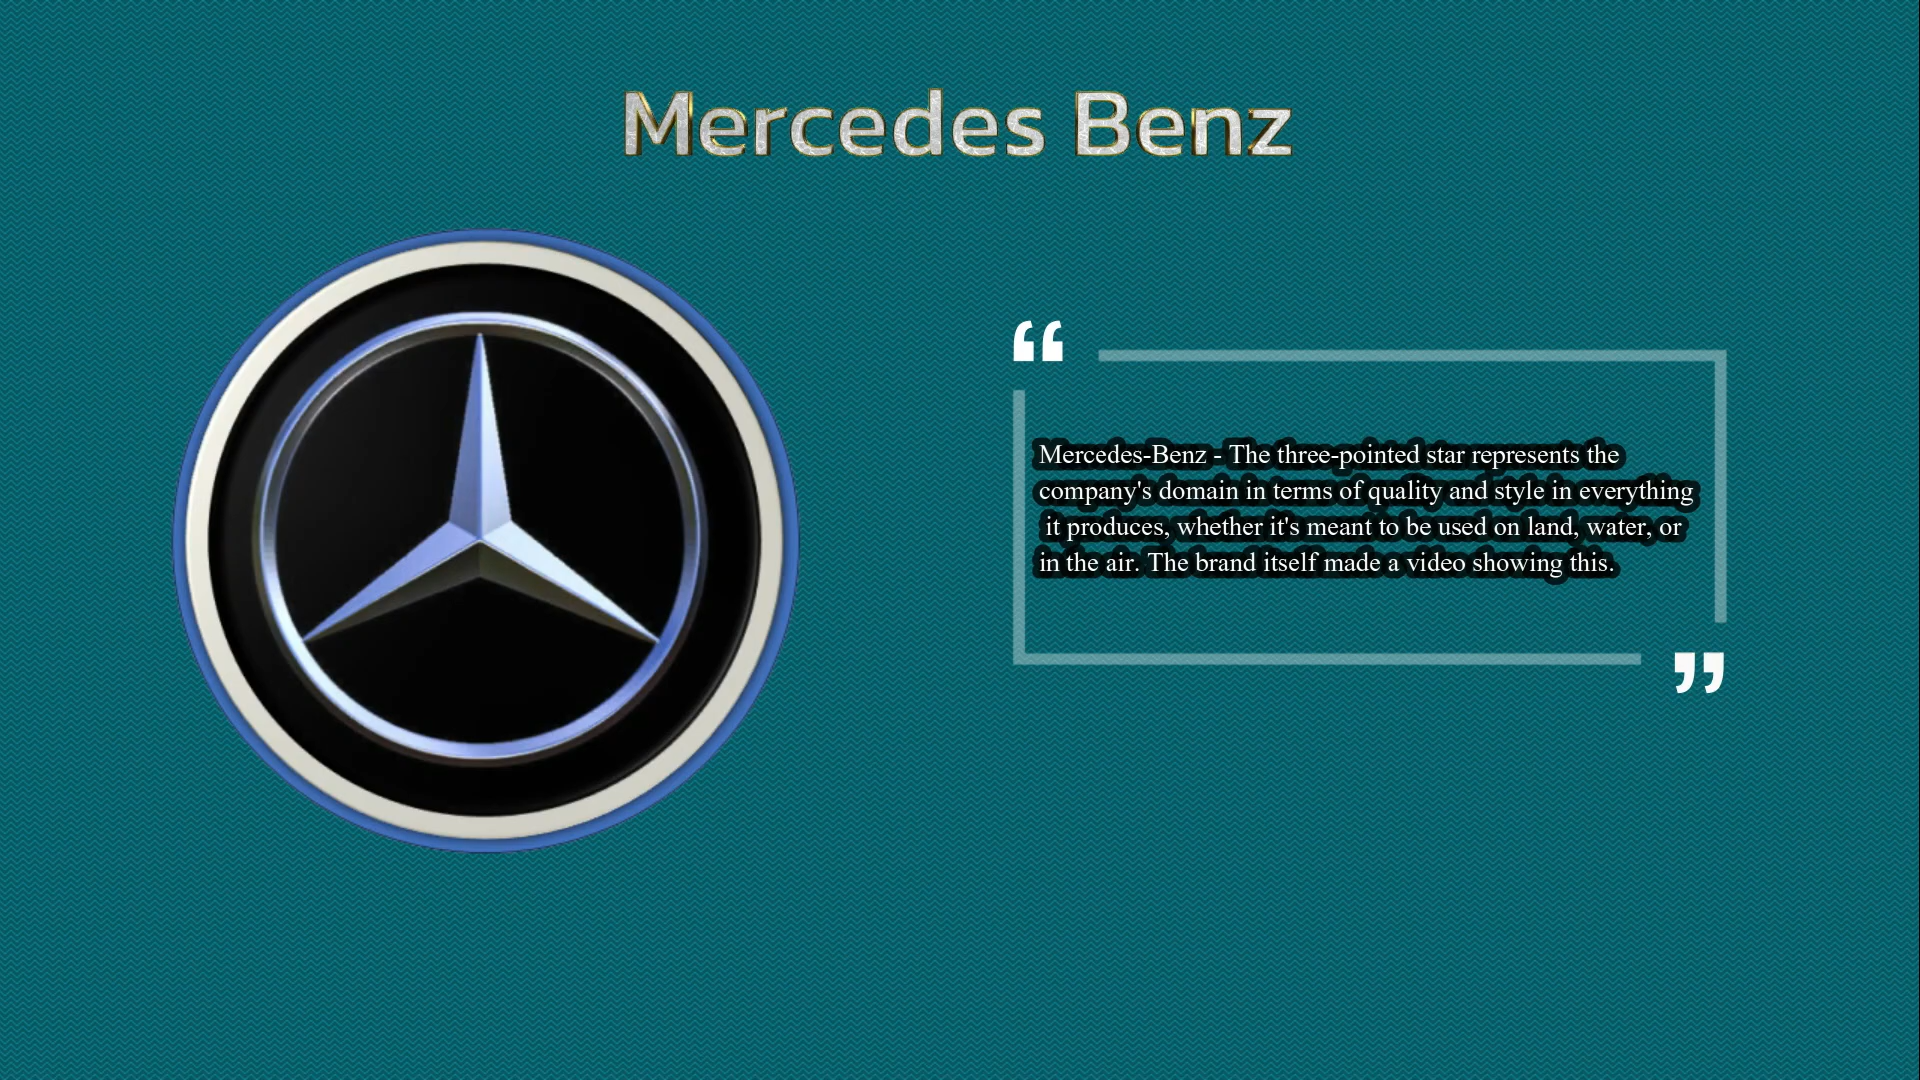 Mercedes Benz
“
Mercedes-Benz - The three-pointed star represents the
company's domain in terms of quality and style in everything
it produces, whether it's meant to be used on land, water, or
in the air. The brand itself made a video showing this.
”